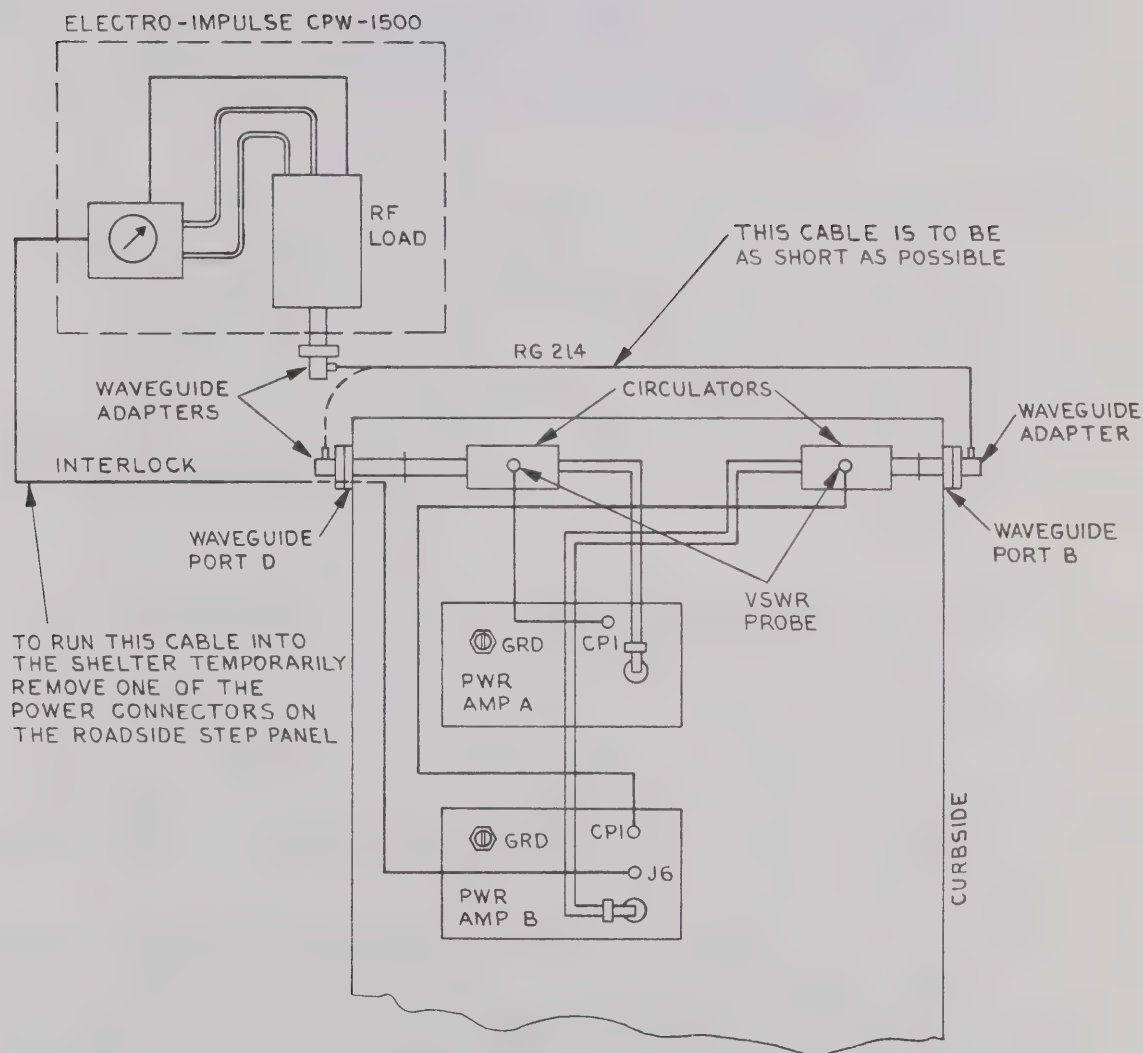 ELECTRO-IMPULSE CPW-1500
RF
LOAD
THIS CABLE IS TO BE
AS SHORT AS POSSIBLE
RG 214
WAVEGUIDE
ADAPTERS
CIRCULATORS
WAVEGUIDE
ADAPTER
INTERLOCK
WAVEGUIDE
PORT D
WAVEGUIDE
PORT B
VSWR
PROBE
TO RUN THIS CABLE INTO
THE SHELTER TEMPORARILY
REMOVE ONE OF THE
POWER CONNECTORS ON
THE ROADSIDE STEP PANEL
GRD
CP1
PWR
AMP A
GRD
CP1
J6
PWR
AMP B
CURBSIDE